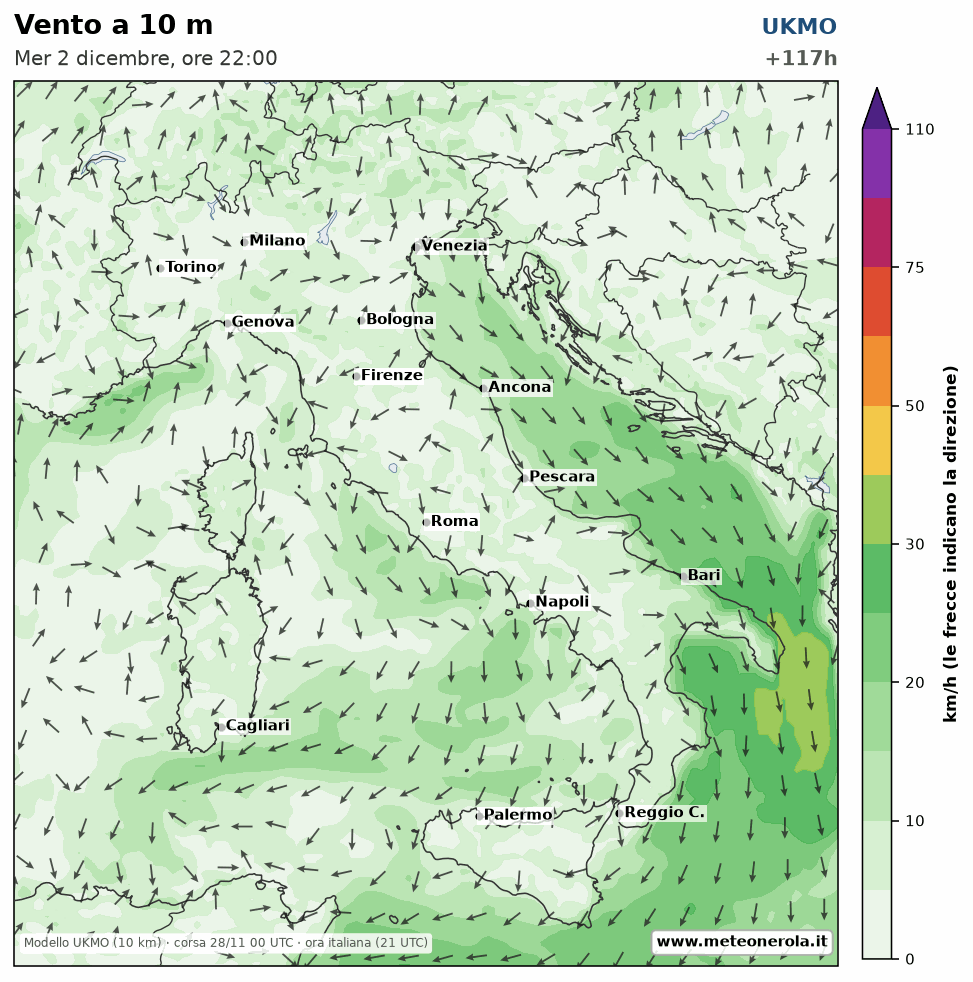 Vento a 10 m
UKMO
Mer 2 dicembre, ore 22:00
+117h
Milano
Venezia
Torino
Genova
Bologna
Firenze
Ancona
Pescara
Roma
Bari
Napoli
Cagliari
Palermo
Reggio C.
110
75
50
30
20
10
0
km/h (le frecce indicano la direzione)
Modello UKMO (10 km) · corsa 28/11 00 UTC · ora italiana (21 UTC)
www.meteonerola.it